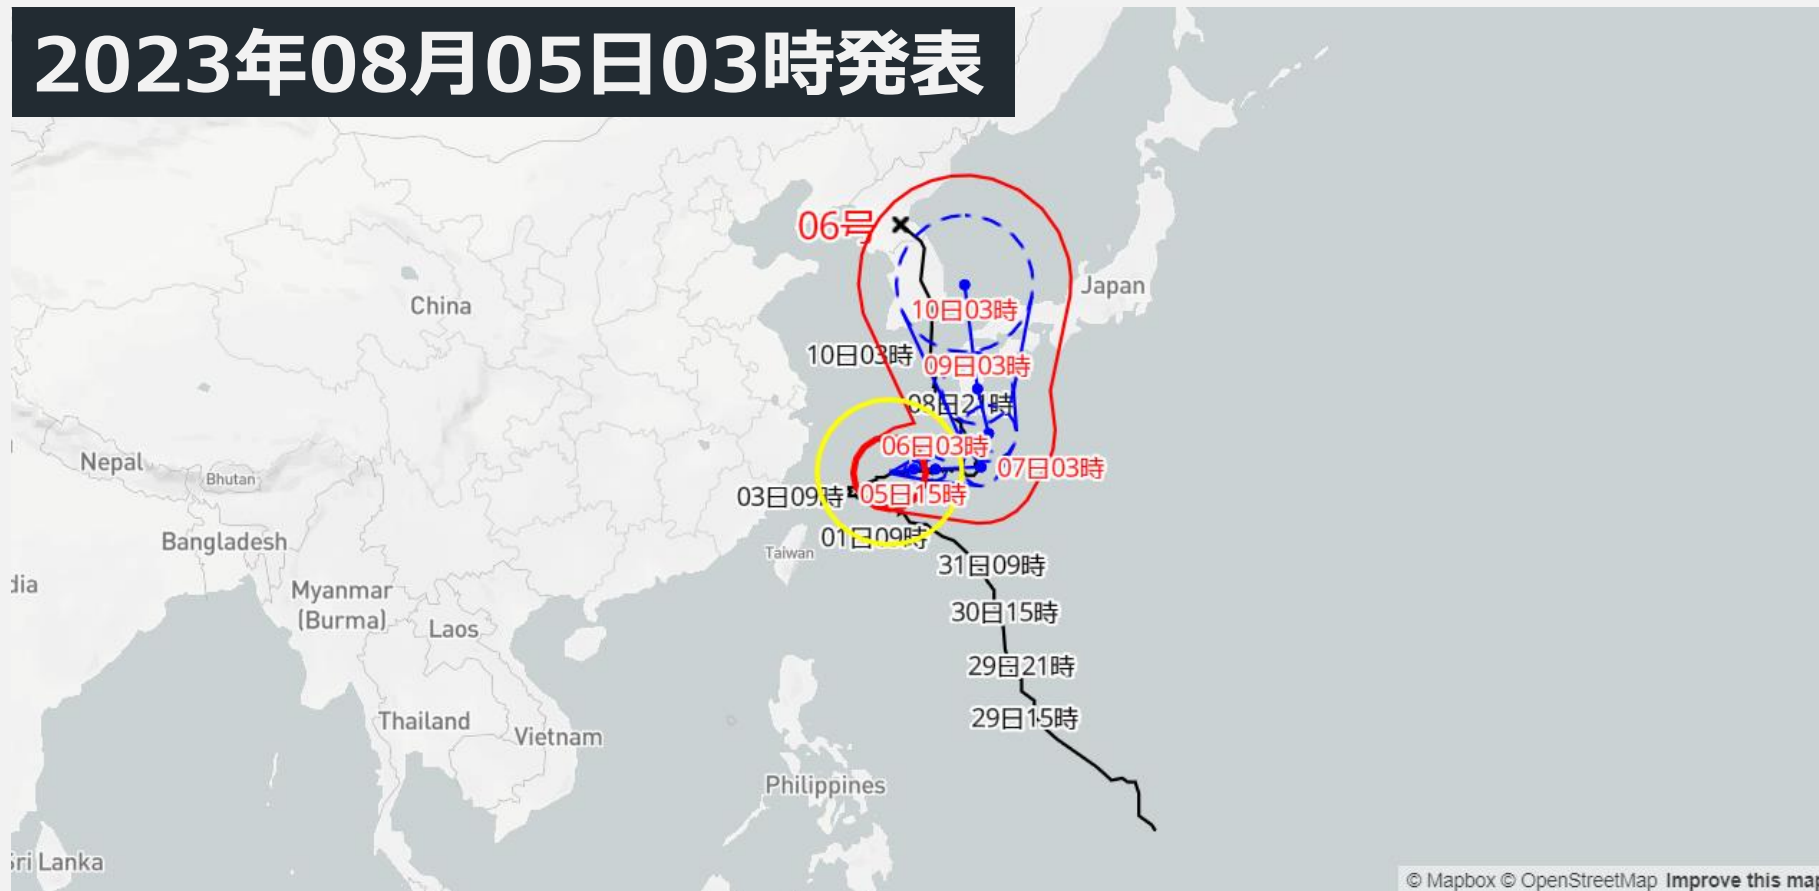 2023年08月05日03時発表
06号
China
Japan
10日03時
10日03時
09日03時
08日21時
06日03時
Nepal
07日03時
Bhutan
03日09時
05日15時
01日09時
Bangladesh
Taiwan
31日09時
Myanmar
(Burma)
30日15時
Laos
29日21時
Thailand
29日15時
Vietnam
Philippines
Sri Lanka
dia
© Mapbox © OpenStreetMap Improve this map